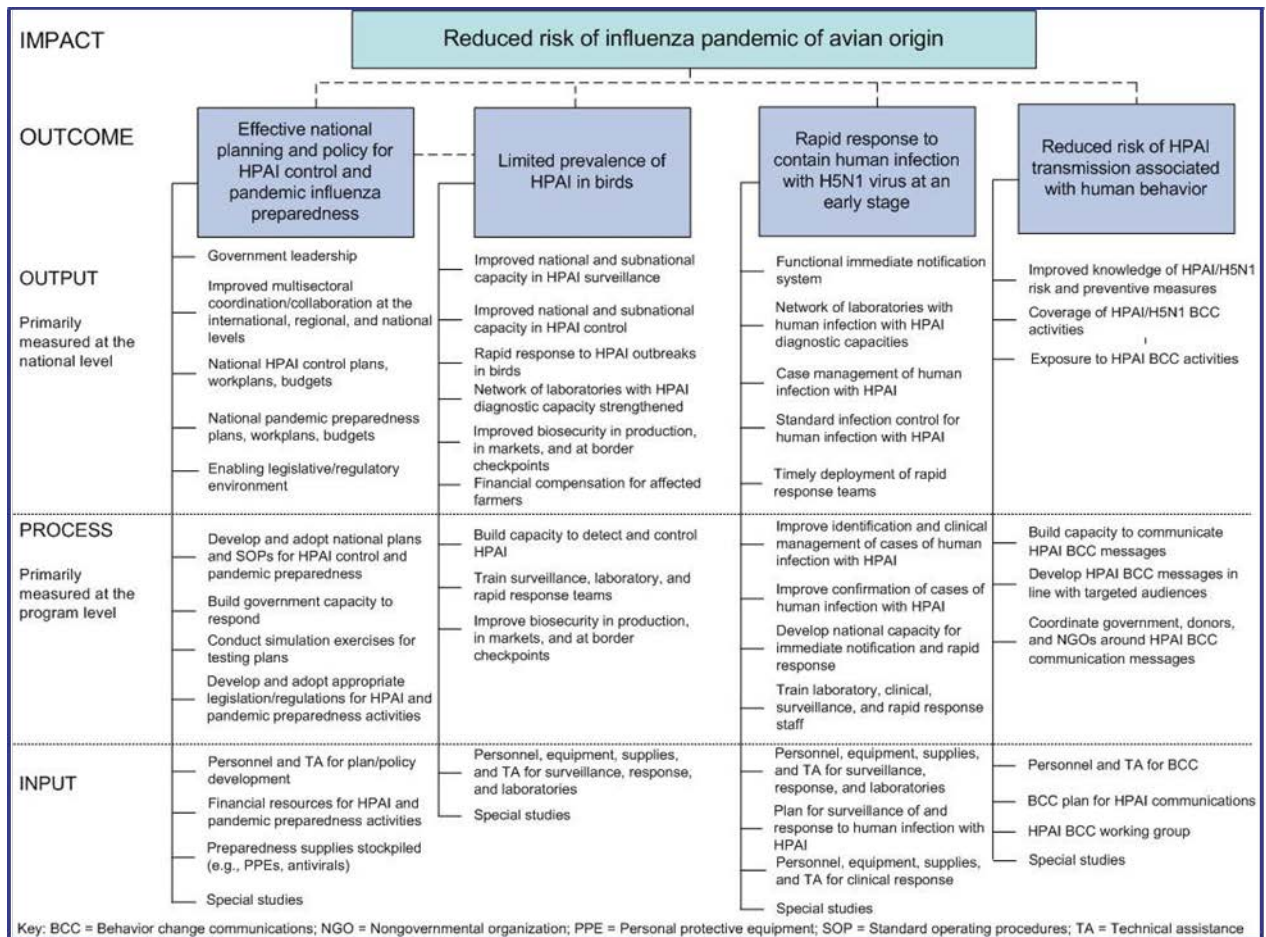 IMPACT
Reduced risk of influenza pandemic of avian origin
OUTCOME
Effective national
planning and policy for
HPAI control and
pandemic influenza
preparedness
Limited prevalence of
HPAI in birds
Rapid response to
contain human infection
with H5N1 virus at an
early stage
Reduced risk of HPAI
transmission associated
with human behavior
OUTPUT
Primarily
measured at the
national level
Government leadership
Improved multisectoral
coordination/collaboration at the
international, regional, and national
levels
National HPAI control plans,
workplans, budgets
National pandemic preparedness
plans, workplans, budgets
Enabling legislative/regulatory
environment
Improved national and subnational
capacity in HPAI surveillance
Improved national and subnational
capacity in HPAI control
Rapid response to HPAI outbreaks
in birds
Network of laboratories with HPAI
diagnostic capacity strengthened
Improved biosecurity in production,
in markets, and at border
checkpoints
Financial compensation for affected
farmers
Functional immediate notification
system
Network of laboratories with
human infection with HPAI
diagnostic capacities
Case management of human
infection with HPAI
Standard infection control for
human infection with HPAI
Timely deployment of rapid
response teams
Improved knowledge of HPAI/H5N1
risk and preventive measures
Coverage of HPAI/H5N1 BCC
activities
Exposure to HPAI BCC activities
PROCESS
Primarily
measured at the
program level
Develop and adopt national plans
and SOPs for HPAI control and
pandemic preparedness
Build government capacity to
respond
Conduct simulation exercises for
testing plans
Develop and adopt appropriate
legislation/regulations for HPAI and
pandemic preparedness activities
Build capacity to detect and control
HPAI
Train surveillance, laboratory, and
rapid response teams
Improve biosecurity in production,
in markets, and at border
checkpoints
Improve identification and clinical
management of cases of human
infection with HPAI
Improve confirmation of cases of
human infection with HPAI
Develop national capacity for
immediate notification and rapid
response
Train laboratory, clinical,
surveillance, and rapid response
staff
Build capacity to communicate
HPAI BCC messages
Develop HPAI BCC messages in
line with targeted audiences
Coordinate government, donors,
and NGOs around HPAI BCC
communication messages
INPUT
Personnel and TA for plan/policy
development
Financial resources for HPAI and
pandemic preparedness activities
Preparedness supplies stockpiled
(e.g., PPEs, antivirals)
Special studies
Personnel, equipment, supplies,
and TA for surveillance, response,
and laboratories
Special studies
Personnel, equipment, supplies,
and TA for surveillance,
response, and laboratories
Plan for surveillance of and
response to human infection with
HPAI
Personnel, equipment, supplies,
and TA for clinical response
Special studies
Personnel and TA for BCC
BCC plan for HPAI communications
HPAI BCC working group
Special studies
Key: BCC = Behavior change communications; NGO = Nongovernmental organization; PPE = Personal protective equipment; SOP = Standard operating procedures; TA = Technical assistance